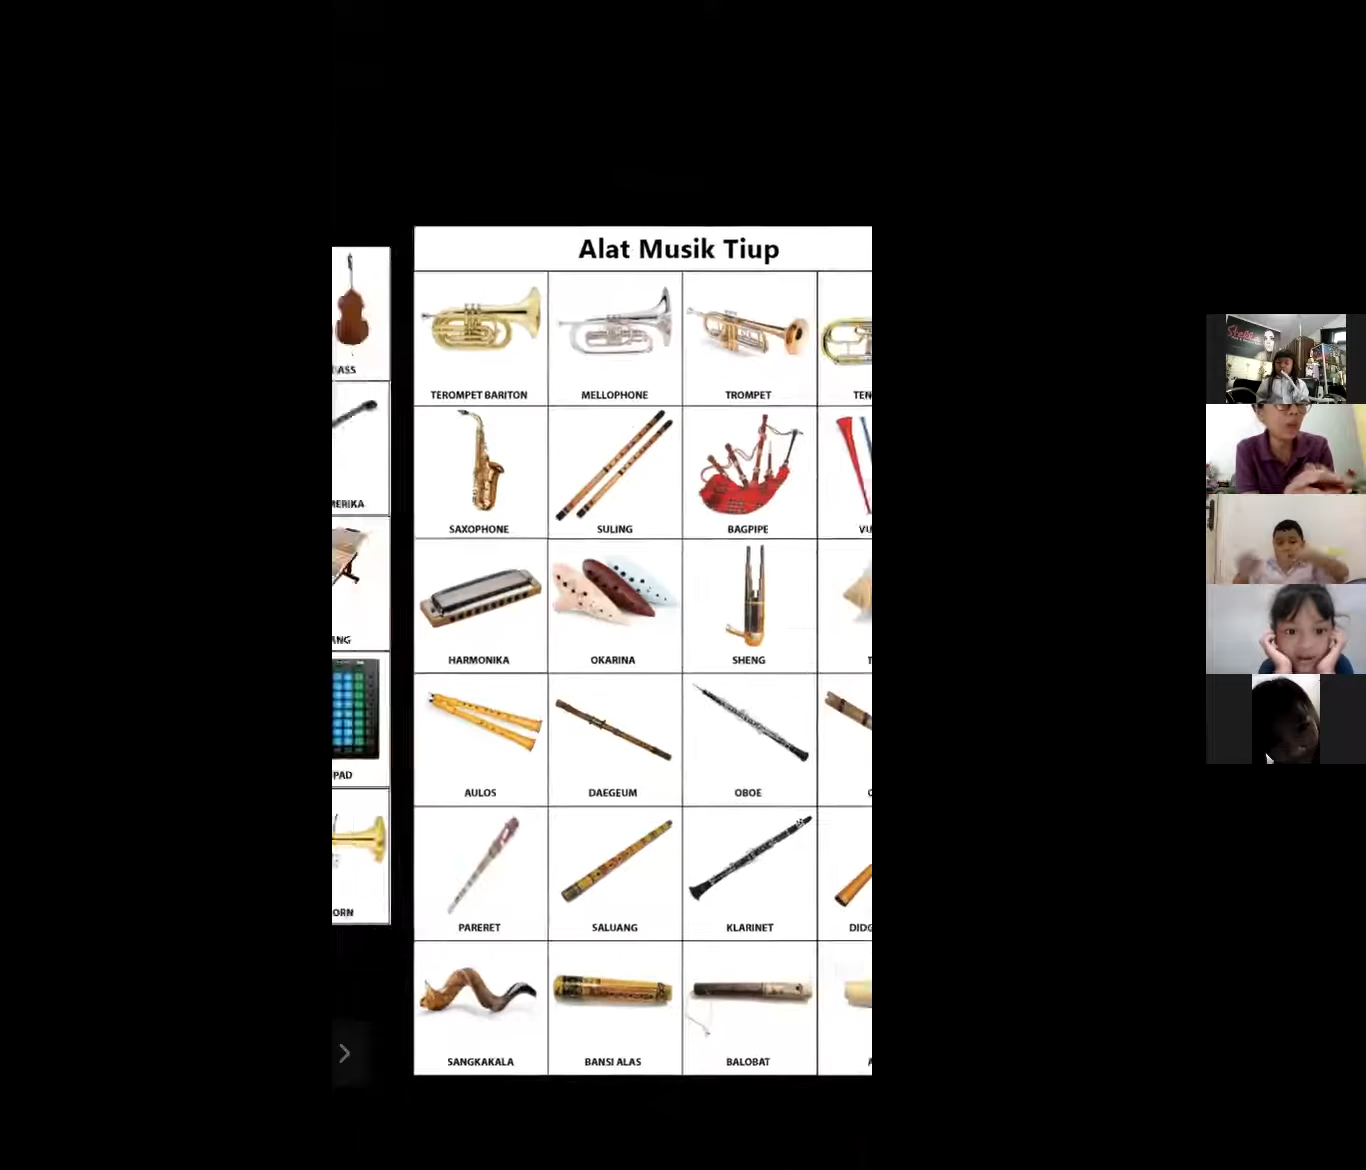 Alat Musik Tiup
TEROMPET BARITON
MELLOPHONE
TROMPET
SAXOPHONE
SULING
BAGPIPE
HARMONIKA
OKARINA
SHENG
AULOS
DAEGEUM
OBOE
PARERET
SALUANG
KLARINET
SANGKAKALA
BANSI ALAS
BALOBAT